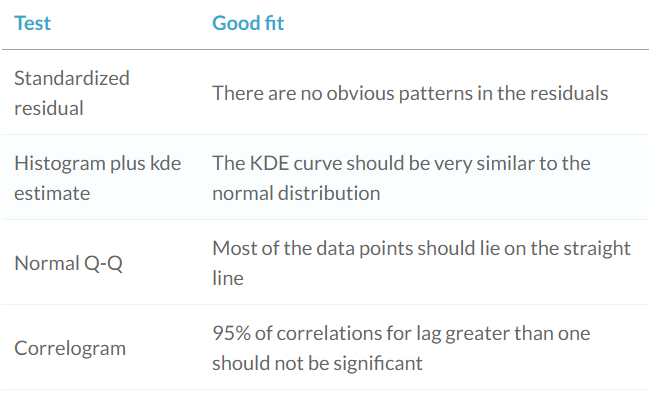 Test Good fit
Standardized
residual
There are no obvious patterns in the residuals
Histogram plus kde
estimate
The KDE curve should be very similar to the
normal distribution
Normal Q-Q
Most of the data points should lie on the straight
line
Correlogram
95% of correlations for lag greater than one
should not be significant